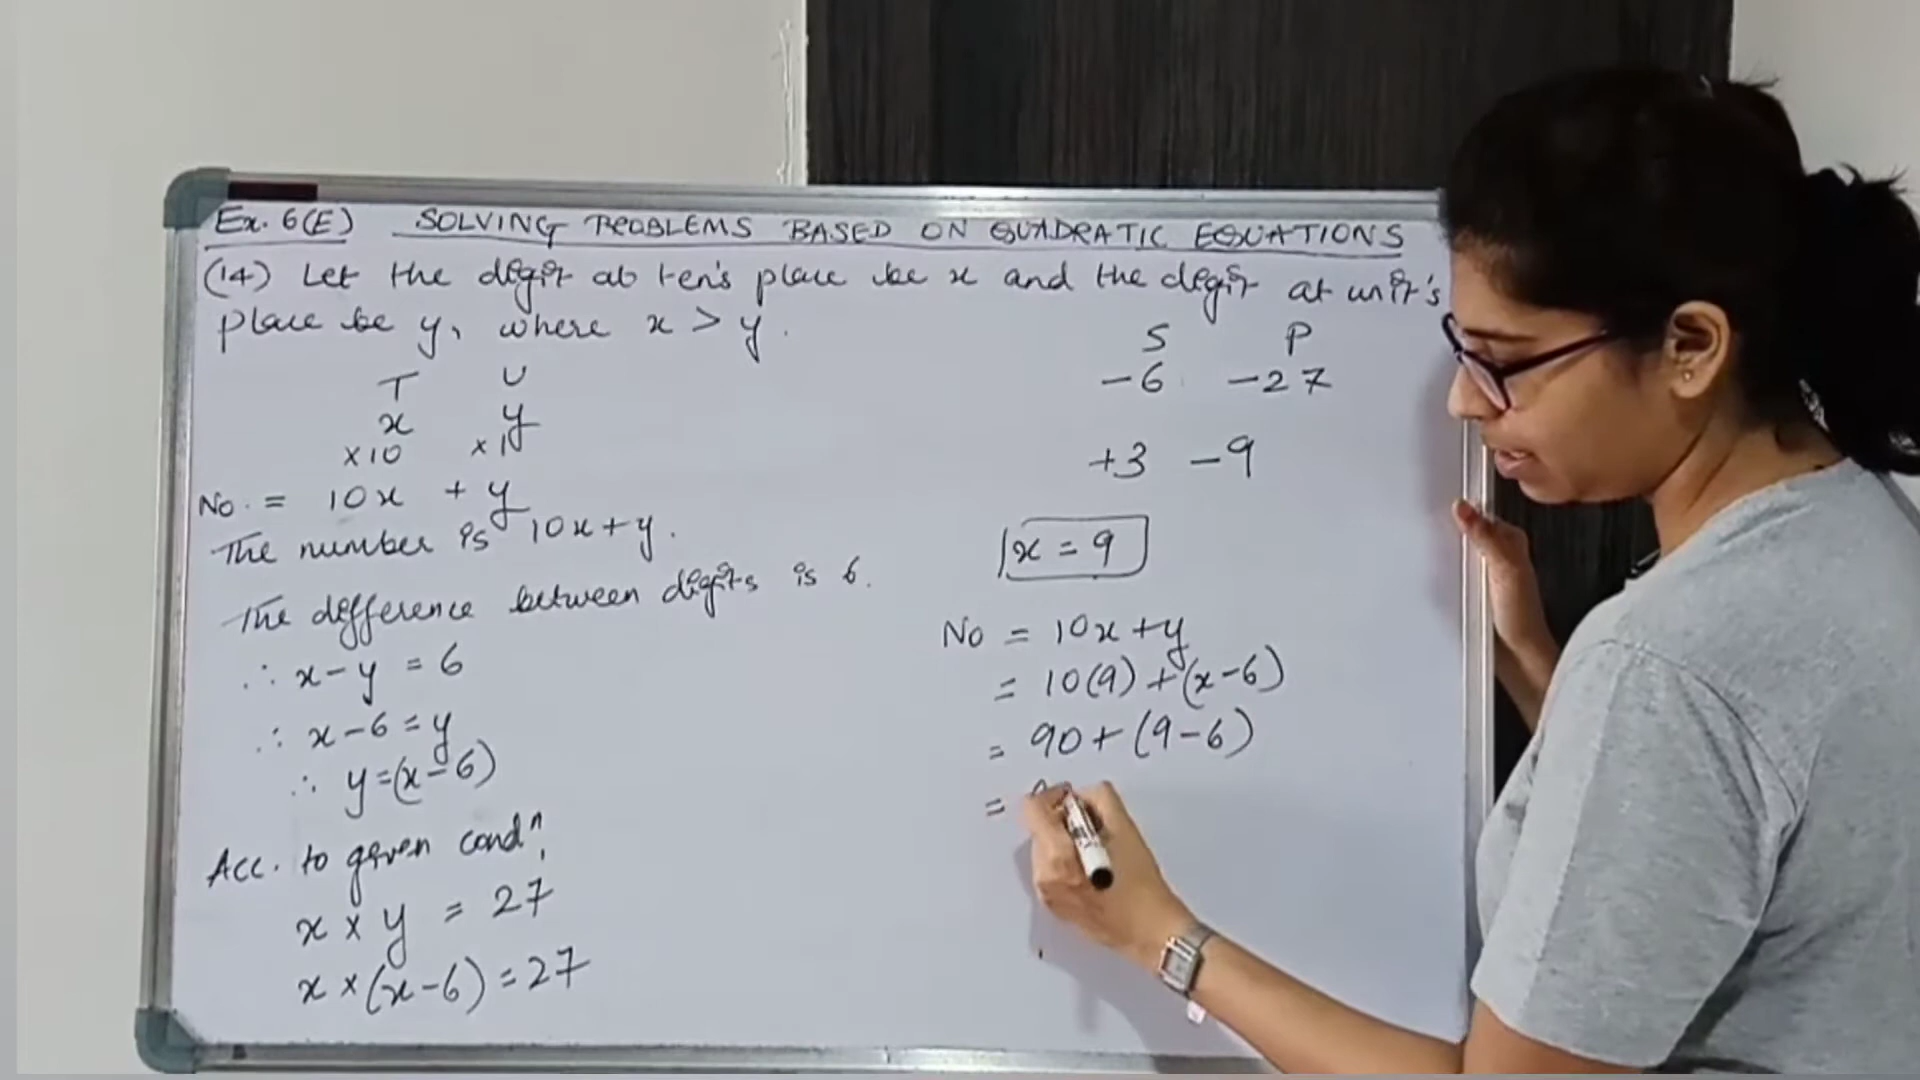 Ex. 6(E) SOLVING PROBLEMS BASED ON QUADRATIC EQUATIONS
(14) Let the digit at ten's place be x and the digit at unit's
place be y, where x > y.
T U
x y
×10 ×1
No. = 10x + y
The number is 10x+y.
The difference between digits is 6.
∴ x-y = 6
∴ x-6=y
∴ y=(x-6)
Acc. to given condⁿ,
x × y = 27
x×(x-6)=27
S P
-6 -27
+3 -9
x = 9
No = 10x+y
= 10(9)+(x-6)
= 90+(9-6)
=